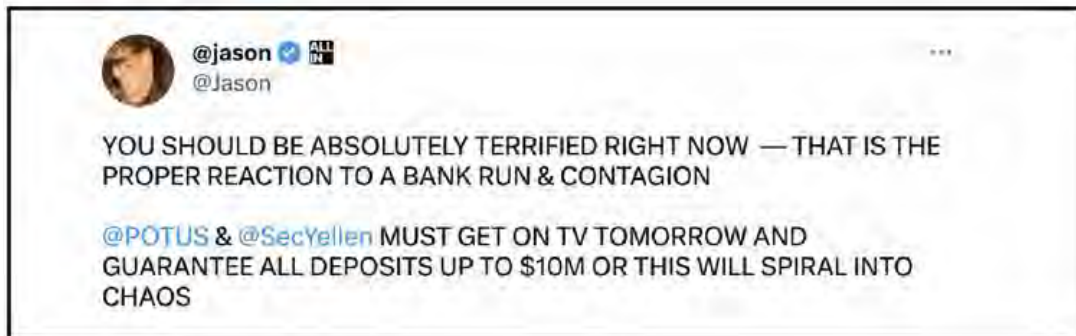 @jason ALL IN
@Jason
YOU SHOULD BE ABSOLUTELY TERRIFIED RIGHT NOW — THAT IS THE
PROPER REACTION TO A BANK RUN & CONTAGION
@POTUS & @SecYellen MUST GET ON TV TOMORROW AND
GUARANTEE ALL DEPOSITS UP TO $10M OR THIS WILL SPIRAL INTO
CHAOS